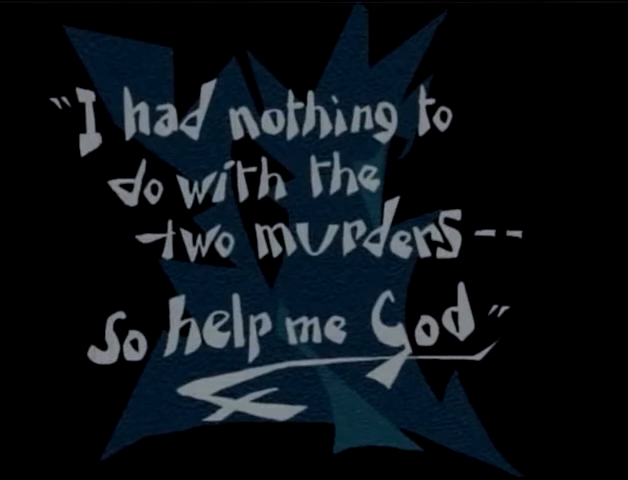 "I had nothing to
do with the
two murders--
So help me God"